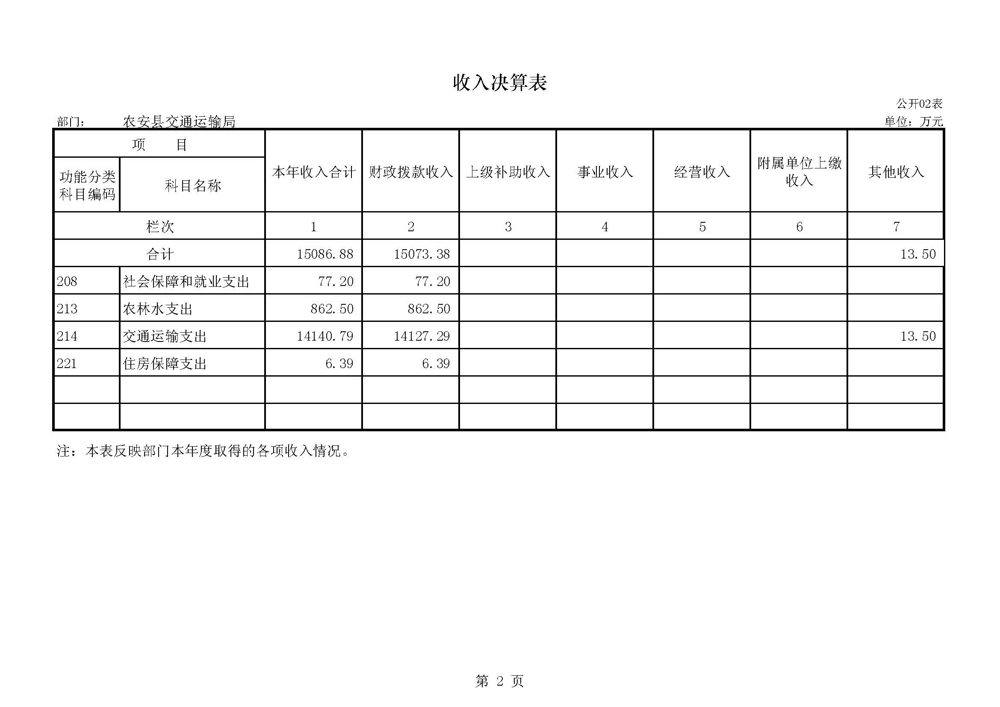 收入决算表
公开02表
部门： 农安县交通运输局 单位：万元
项 目
本年收入合计 财政拨款收入 上级补助收入 事业收入 经营收入 附属单位上缴 其他收入
收入
功能分类 科目名称
科目编码
栏次 1 2 3 4 5 6 7
合计 15086.88 15073.38 13.50
208 社会保障和就业支出 77.20 77.20
213 农林水支出 862.50 862.50
214 交通运输支出 14140.79 14127.29 13.50
221 住房保障支出 6.39 6.39
注：本表反映部门本年度取得的各项收入情况。
第 2 页